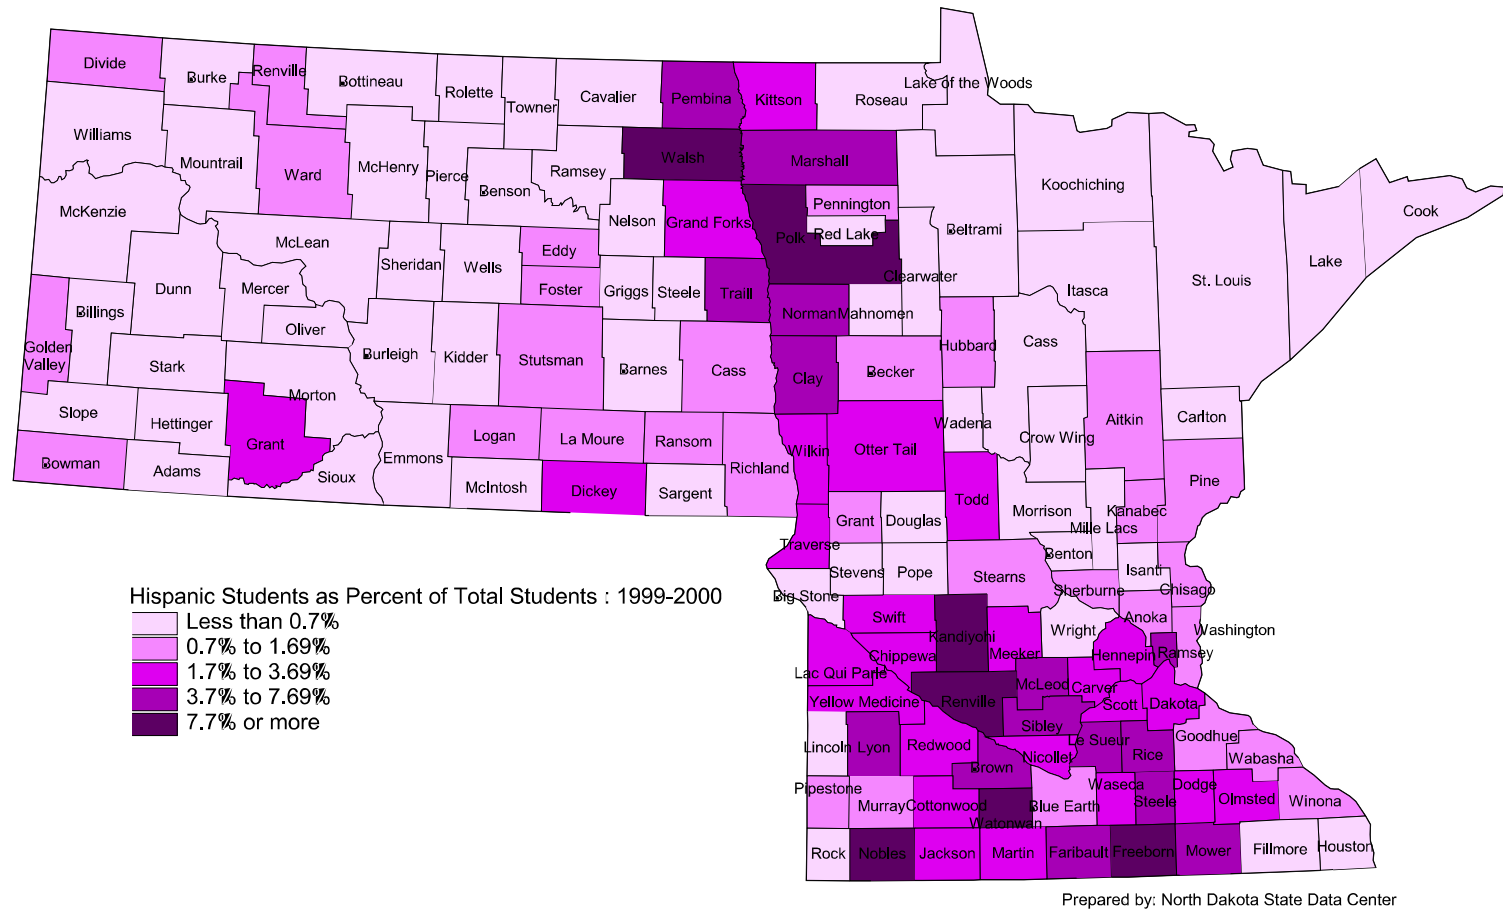 Divide
Burke
Renville
Bottineau
Rolette
Towner
Cavalier
Pembina
Kittson
Roseau
Lake of the Woods
Williams
Mountrail
Ward
McHenry
Pierce
Benson
Ramsey
Walsh
Marshall
Koochiching
McKenzie
McLean
Sheridan
Wells
Eddy
Nelson
Grand Forks
Polk
Pennington
Red Lake
Clearwater
Beltrami
Itasca
St. Louis
Lake
Cook
Dunn
Mercer
Oliver
Foster
Griggs
Steele
Traill
Norman
Mahnomen
Hubbard
Cass
Billings
Golden
Valley
Stark
Burleigh
Kidder
Stutsman
Barnes
Cass
Clay
Becker
Aitkin
Carlton
Slope
Hettinger
Morton
Grant
Wadena
Crow Wing
Bowman
Adams
Sioux
Emmons
Logan
La Moure
Ransom
Richland
Wilkin
Otter Tail
Todd
Morrison
Mille Lacs
Kanabec
Pine
McIntosh
Dickey
Sargent
Traverse
Grant
Douglas
Stevens
Pope
Stearns
Benton
Isanti
Sherburne
Chisago
Big Stone
Swift
Kandiyohi
Meeker
Wright
Anoka
Washington
Hennepin
Ramsey
Lac Qui Parle
Chippewa
Yellow Medicine
Renville
McLeod
Carver
Scott
Dakota
Sibley
Lincoln
Lyon
Redwood
Brown
Nicollet
Le Sueur
Rice
Goodhue
Wabasha
Pipestone
Murray
Cottonwood
Watonwan
Blue Earth
Waseca
Steele
Dodge
Olmsted
Winona
Rock
Nobles
Jackson
Martin
Faribault
Freeborn
Mower
Fillmore
Houston
Hispanic Students as Percent of Total Students : 1999-2000
Less than 0.7%
0.7% to 1.69%
1.7% to 3.69%
3.7% to 7.69%
7.7% or more
Prepared by: North Dakota State Data Center